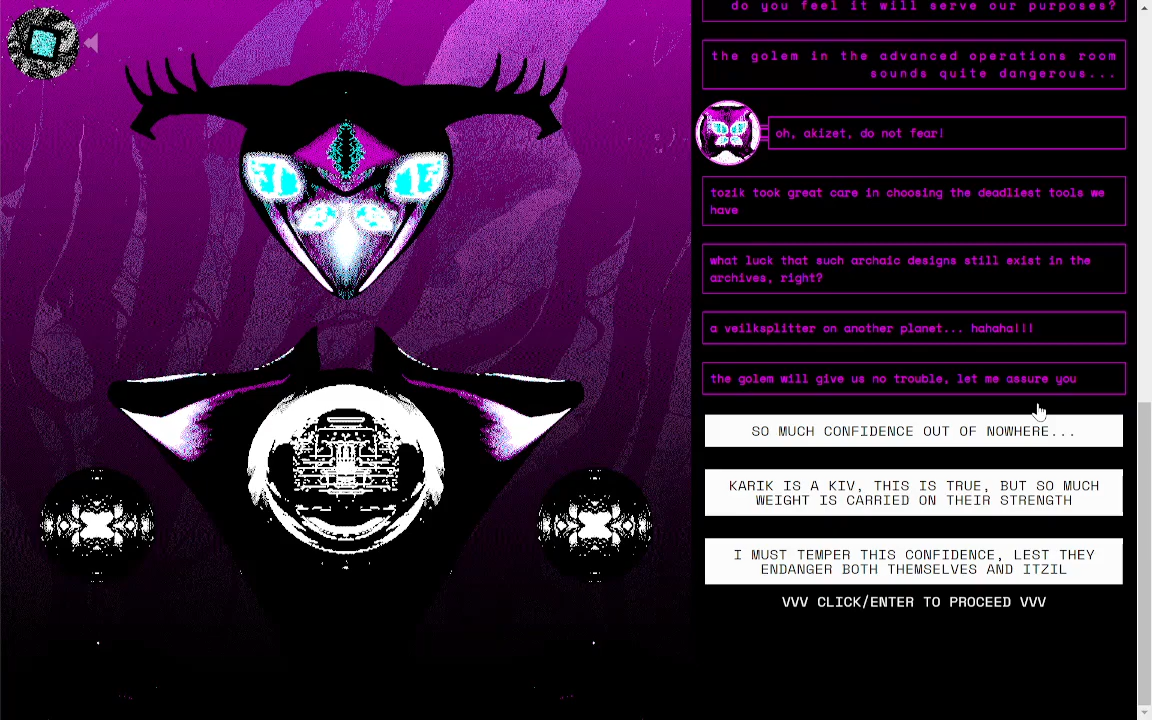 do you feel it will serve our purposes?
the golem in the advanced operations room
sounds quite dangerous...
oh, akizet, do not fear!
tozik took great care in choosing the deadliest tools we
have
what luck that such archaic designs still exist in the
archives, right?
a veilksplitter on another planet... hahaha!!!
the golem will give us no trouble, let me assure you
SO MUCH CONFIDENCE OUT OF NOWHERE...
KARIK IS A KIV, THIS IS TRUE, BUT SO MUCH
WEIGHT IS CARRIED ON THEIR STRENGTH
I MUST TEMPER THIS CONFIDENCE, LEST THEY
ENDANGER BOTH THEMSELVES AND ITZIL
VVV CLICK/ENTER TO PROCEED VVV